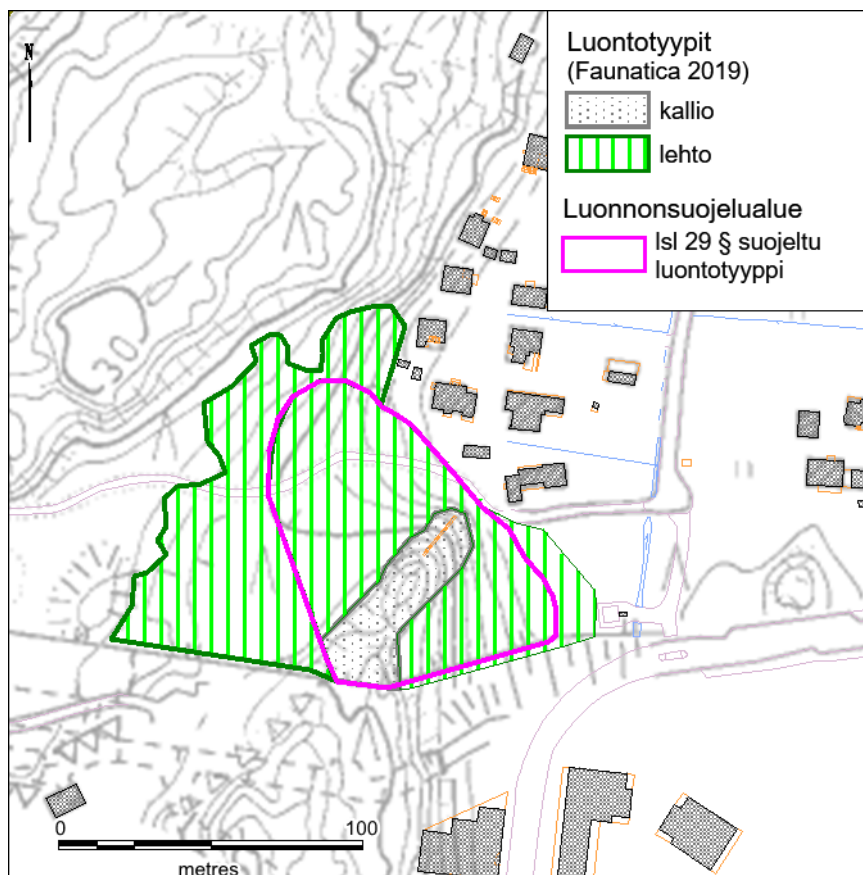 N
Luontotyypit
(Faunatica 2019)
kallio
lehto
Luonnonsuojelualue
lsl 29 § suojeltu
luontotyyppi
30
0 100
metres